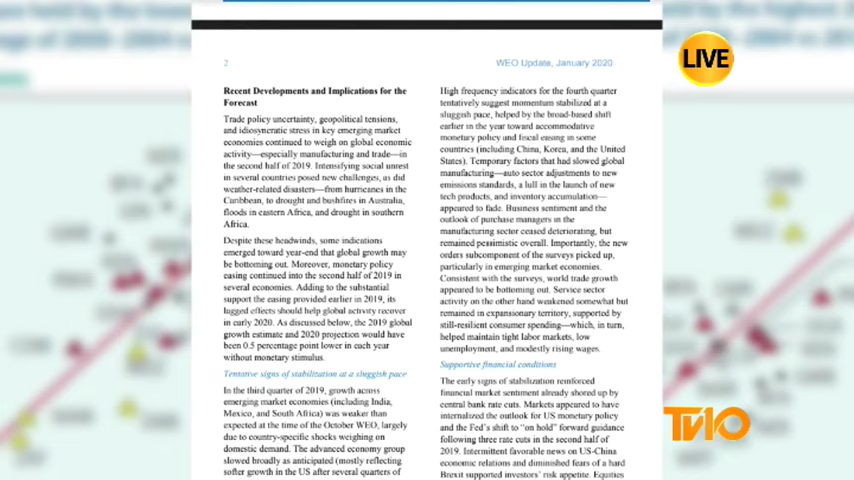 are held by the lowest
ge of 2000-2004
ld by the highest 2
-2004 vs 201
LIVE
2
WEO Update, January 2020
Recent Developments and Implications for the
Forecast
Trade policy uncertainty, geopolitical tensions,
and idiosyncratic stress in key emerging market
economies continued to weigh on global economic
activity—especially manufacturing and trade—in
the second half of 2019. Intensifying social unrest
in several countries posed new challenges, as did
weather-related disasters—from hurricanes in the
Caribbean, to drought and bushfires in Australia,
floods in eastern Africa, and drought in southern
Africa.
Despite these headwinds, some indications
emerged toward year-end that global growth may
be bottoming out. Moreover, monetary policy
easing continued into the second half of 2019 in
several economies. Adding to the substantial
support the easing provided earlier in 2019, its
lagged effects should help global activity recover
in early 2020. As discussed below, the 2019 global
growth estimate and 2020 projection would have
been 0.5 percentage point lower in each year
without monetary stimulus.
Tentative signs of stabilization at a sluggish pace
In the third quarter of 2019, growth across
emerging market economies (including India,
Mexico, and South Africa) was weaker than
expected at the time of the October WEO, largely
due to country-specific shocks weighing on
domestic demand. The advanced economy group
slowed broadly as anticipated (mostly reflecting
softer growth in the US after several quarters of
High frequency indicators for the fourth quarter
tentatively suggest momentum stabilized at a
sluggish pace, helped by the broad-based shift
earlier in the year toward accommodative
monetary policy and fiscal easing in some
countries (including China, Korea, and the United
States). Temporary factors that had slowed global
manufacturing—auto sector adjustments to new
emissions standards, a lull in the launch of new
tech products, and inventory accumulation—
appeared to fade. Business sentiment and the
outlook of purchase managers in the
manufacturing sector ceased deteriorating, but
remained pessimistic overall. Importantly, the new
orders subcomponent of the surveys picked up,
particularly in emerging market economies.
Consistent with the surveys, world trade growth
appeared to be bottoming out. Service sector
activity on the other hand weakened somewhat but
remained in expansionary territory, supported by
still-resilient consumer spending—which, in turn,
helped maintain tight labor markets, low
unemployment, and modestly rising wages.
Supportive financial conditions
The early signs of stabilization reinforced
financial market sentiment already shored up by
central bank rate cuts. Markets appeared to have
internalized the outlook for US monetary policy
and the Fed's shift to "on hold" forward guidance
following three rate cuts in the second half of
2019. Intermittent favorable news on US-China
economic relations and diminished fears of a hard
Brexit supported investors' risk appetite. Equities
ТИО